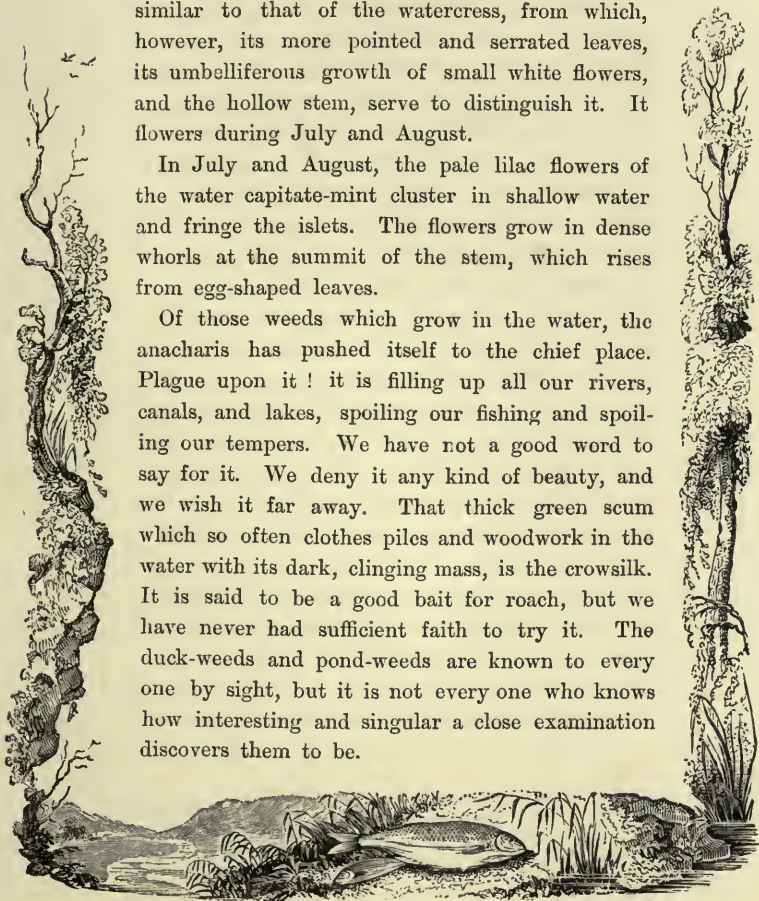 similar to that of the watercress, from which,
however, its more pointed and serrated leaves,
its umbelliferous growth of small white flowers,
and the hollow stem, serve to distinguish it. It
flowers during July and August.
In July and August, the pale lilac flowers of
the water capitate-mint cluster in shallow water
and fringe the islets. The flowers grow in dense
whorls at the summit of the stem, which rises
from egg-shaped leaves.
Of those weeds which grow in the water, the
anacharis has pushed itself to the chief place.
Plague upon it ! it is filling up all our rivers,
canals, and lakes, spoiling our fishing and spoil-
ing our tempers. We have not a good word to
say for it. We deny it any kind of beauty, and
we wish it far away. That thick green scum
which so often clothes piles and woodwork in the
water with its dark, clinging mass, is the crowsilk.
It is said to be a good bait for roach, but we
have never had sufficient faith to try it. The
duck-weeds and pond-weeds are known to every
one by sight, but it is not every one who knows
how interesting and singular a close examination
discovers them to be.